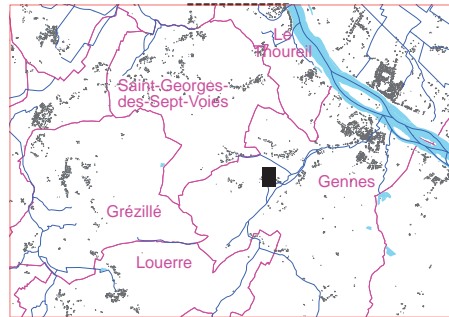 Le
Thoureil
Saint-Georges-
des-Sept-Voies
Gennes
Grézillé
Louerre